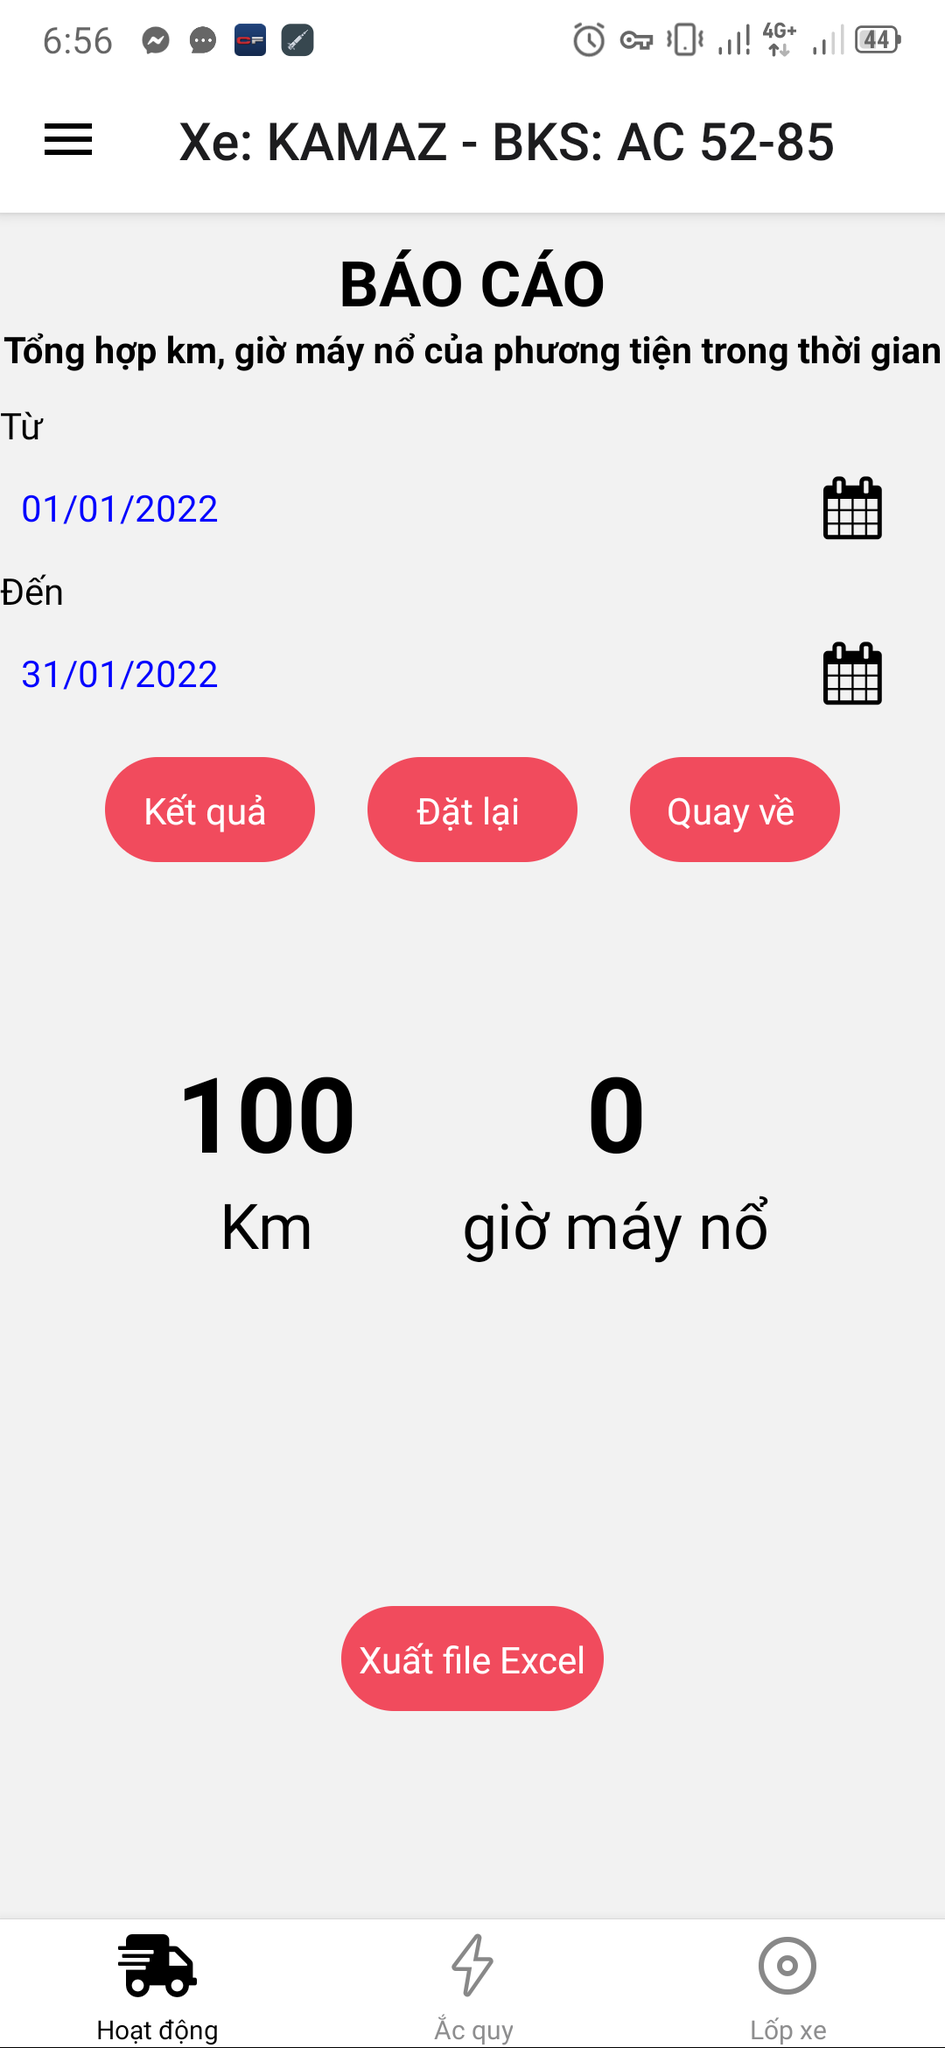 6:56
4G+
44
Xe: KAMAZ - BKS: AC 52-85
BÁO CÁO
Tổng hợp km, giờ máy nổ của phương tiện trong thời gian
Từ
01/01/2022
Đến
31/01/2022
Kết quả
Đặt lại
Quay về
100
0
Km
giờ máy nổ
Xuất file Excel
Hoạt động
Ắc quy
Lốp xe